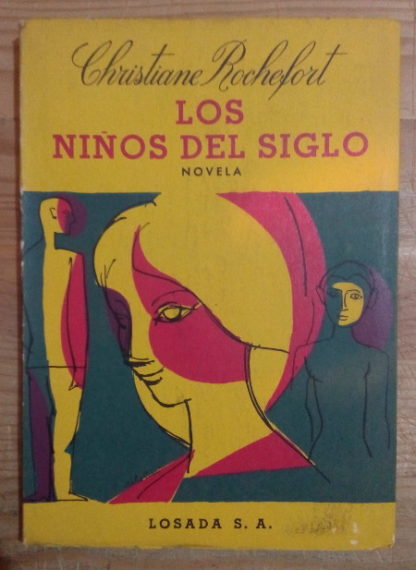 Christiane Rochefort
LOS
NIÑOS DEL SIGLO
NOVELA
LOSADA S. A.